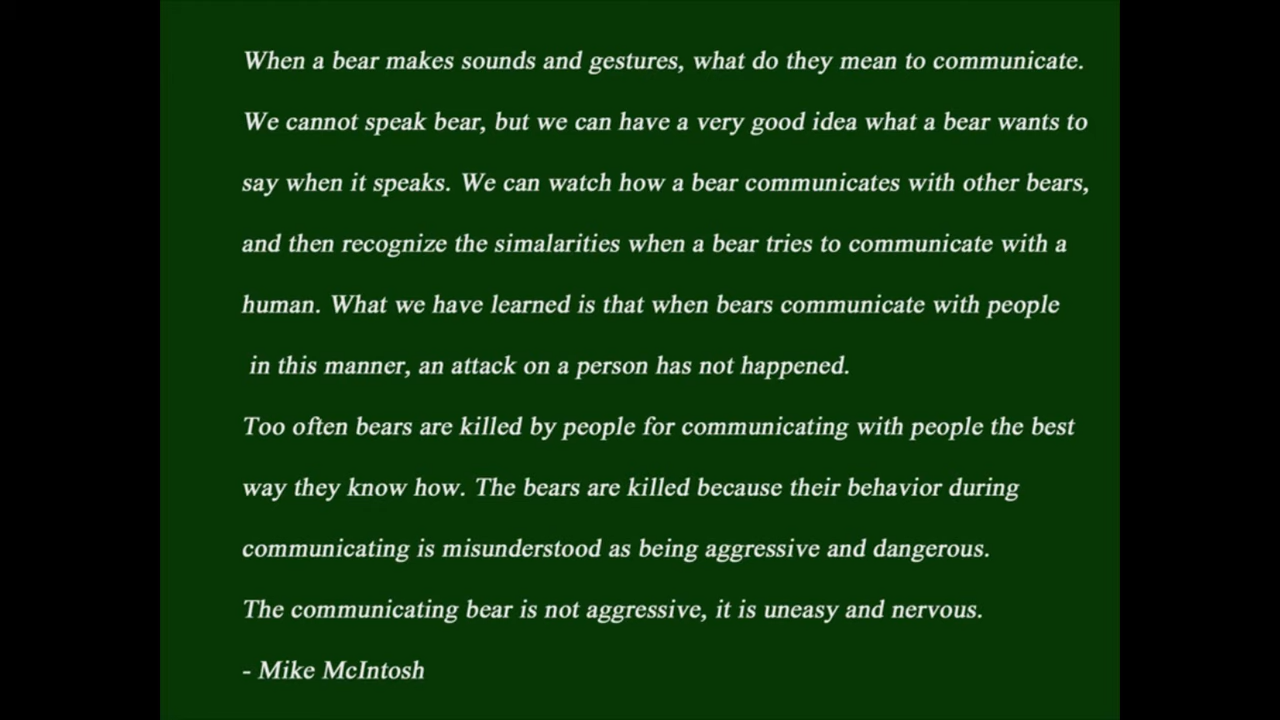 When a bear makes sounds and gestures, what do they mean to communicate.
We cannot speak bear, but we can have a very good idea what a bear wants to
say when it speaks. We can watch how a bear communicates with other bears,
and then recognize the simalarities when a bear tries to communicate with a
human. What we have learned is that when bears communicate with people
in this manner, an attack on a person has not happened.
Too often bears are killed by people for communicating with people the best
way they know how. The bears are killed because their behavior during
communicating is misunderstood as being aggressive and dangerous.
The communicating bear is not aggressive, it is uneasy and nervous.
- Mike McIntosh